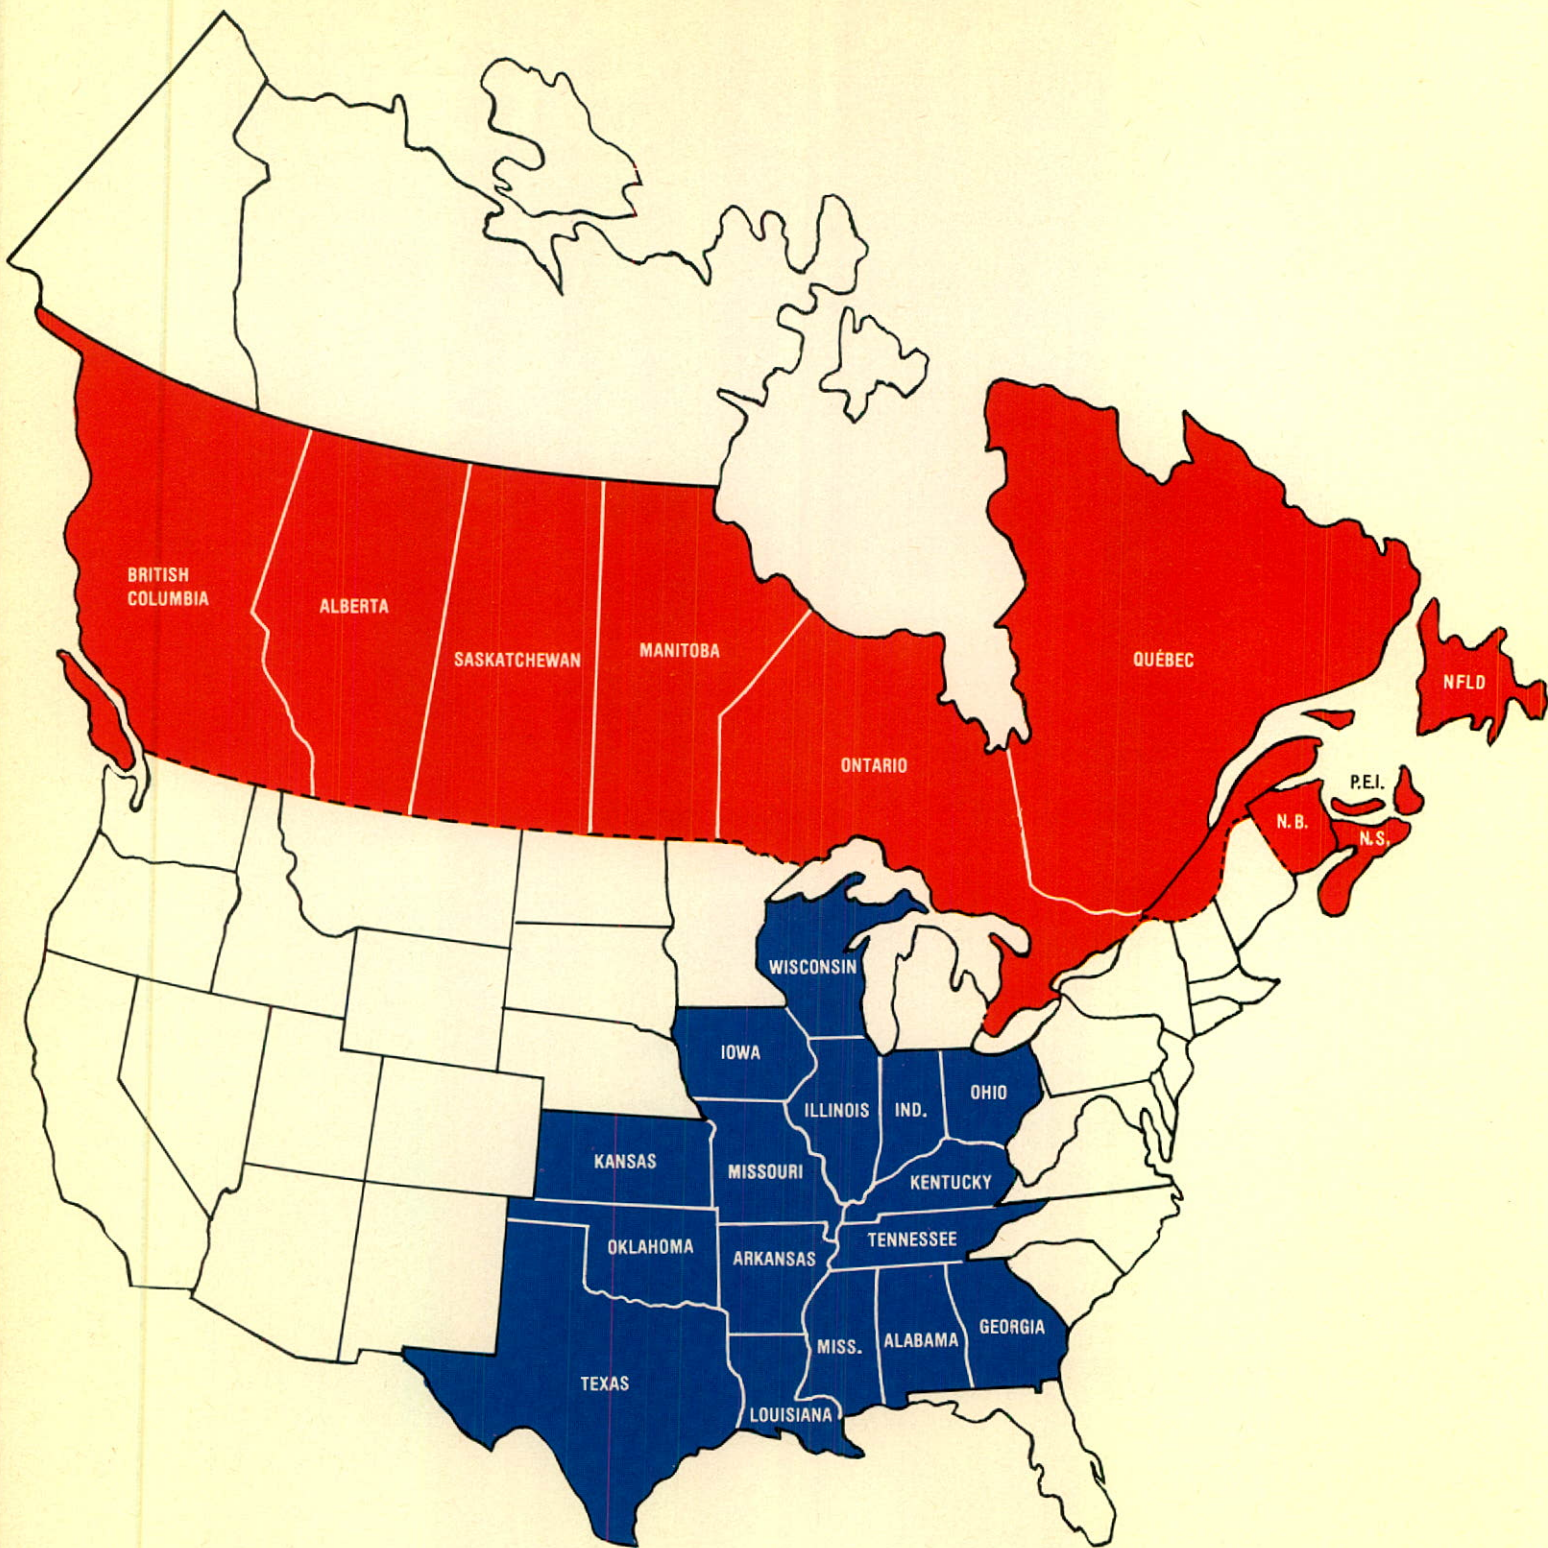 BRITISH
COLUMBIA
ALBERTA
SASKATCHEWAN
MANITOBA
ONTARIO
QUÉBEC
NFLD
P.E.I.
N.B.
N.S.
WISCONSIN
IOWA
ILLINOIS
IND.
OHIO
KANSAS
MISSOURI
KENTUCKY
OKLAHOMA
ARKANSAS
TENNESSEE
TEXAS
LOUISIANA
MISS.
ALABAMA
GEORGIA